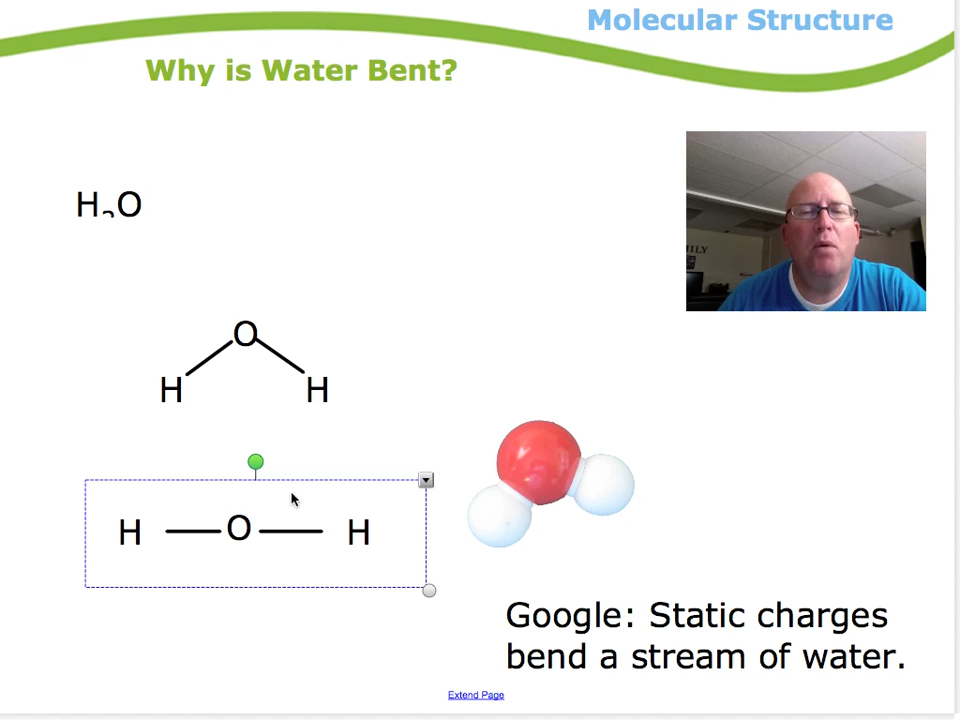 Molecular Structure
Why is Water Bent?
H₂O
O
H H
H O H
Google: Static charges
bend a stream of water.
Extend Page